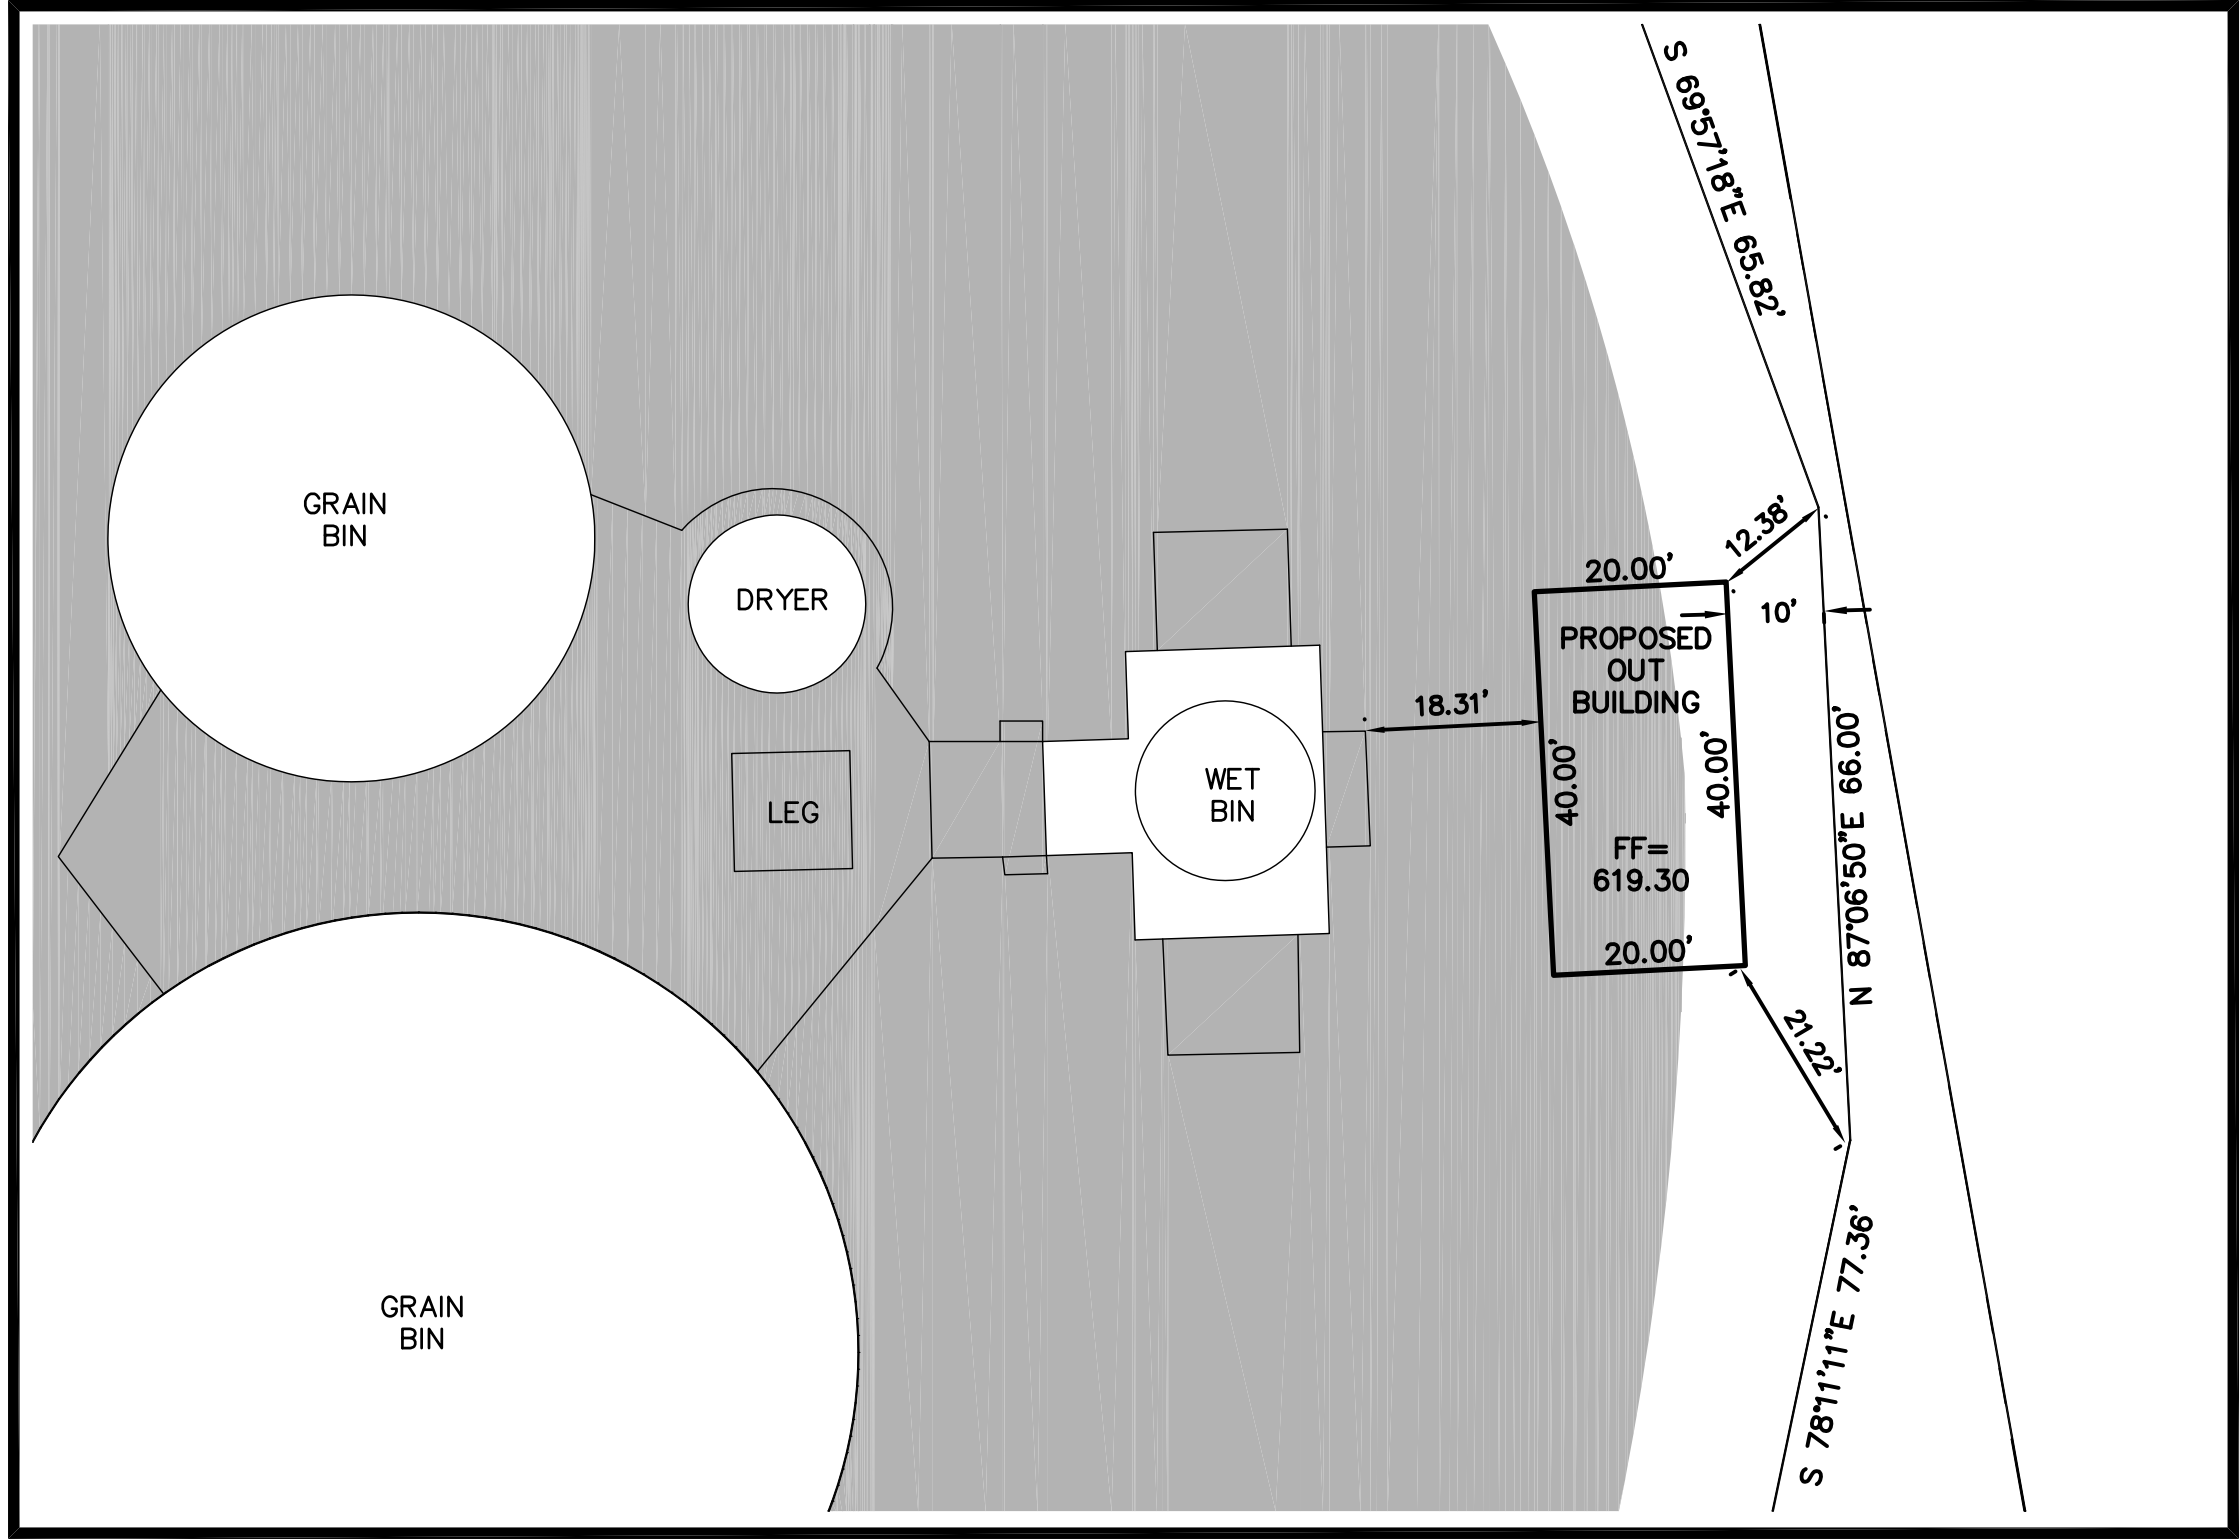 S 69°57'18"E 65.82'
GRAIN
BIN
DRYER
12.38'
20.00'
10'
PROPOSED
OUT
BUILDING
18.31'
40.00'
40.00'
N 87°06'50"E 66.00'
WET
BIN
LEG
FF=
619.30
20.00'
21.22'
S 78°11'11"E 77.36'
GRAIN
BIN